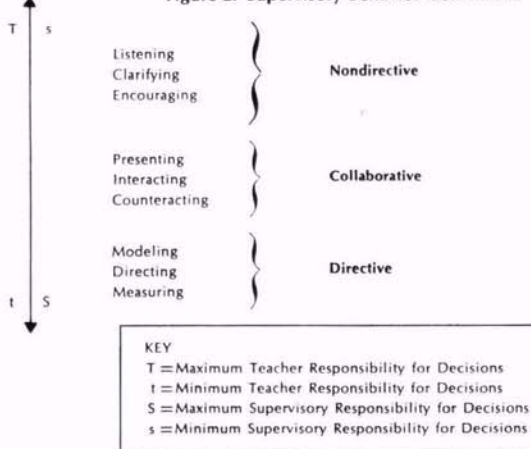 T s
Listening
Clarifying
Encouraging
Nondirective
Presenting
Interacting
Counteracting
Collaborative
Modeling
Directing
Measuring
Directive
t S
KEY
T = Maximum Teacher Responsibility for Decisions
t = Minimum Teacher Responsibility for Decisions
S = Maximum Supervisory Responsibility for Decisions
s = Minimum Supervisory Responsibility for Decisions